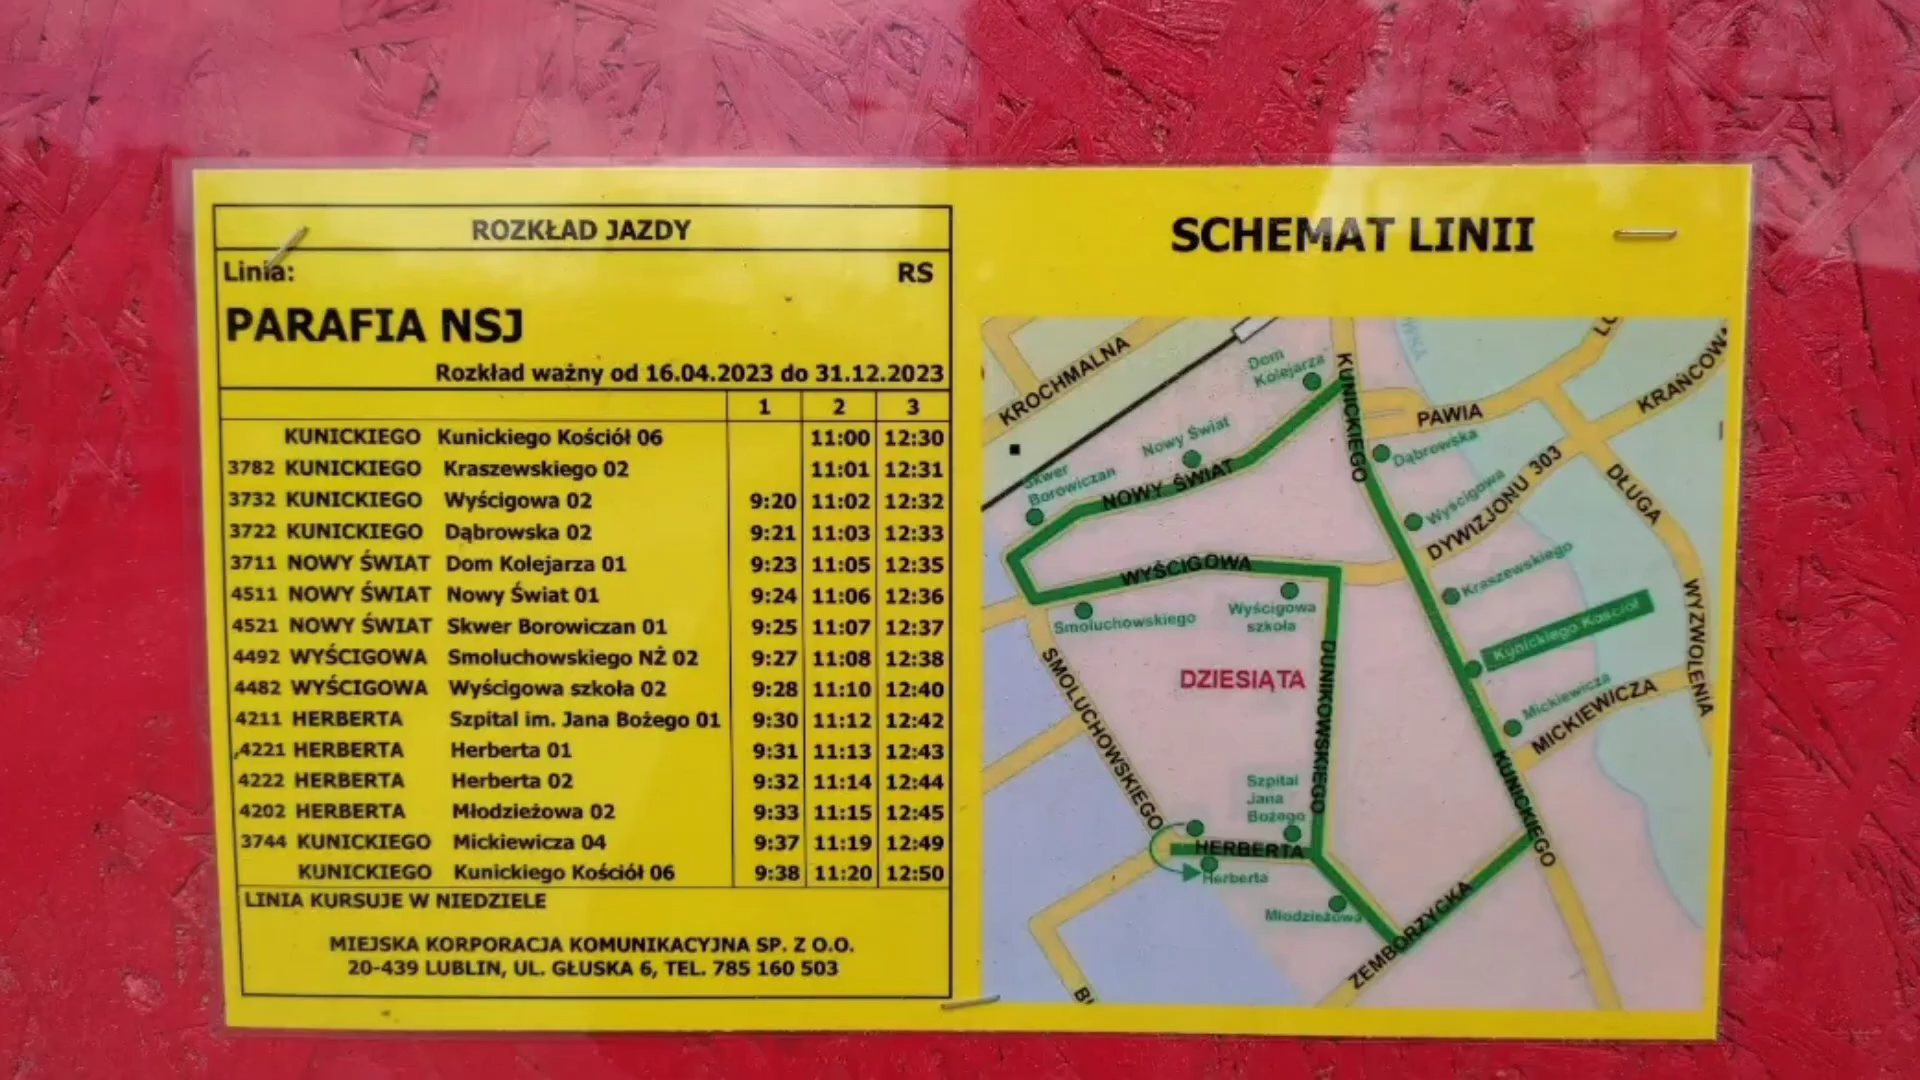 ROZKŁAD JAZDY
Linia: RS
PARAFIA NSJ
Rozkład ważny od 16.04.2023 do 31.12.2023
1 2 3
KUNICKIEGO Kunickiego Kościół 06 11:00 12:30
3782 KUNICKIEGO Kraszewskiego 02 11:01 12:31
3732 KUNICKIEGO Wyścigowa 02 9:20 11:02 12:32
3722 KUNICKIEGO Dąbrowska 02 9:21 11:03 12:33
3711 NOWY ŚWIAT Dom Kolejarza 01 9:23 11:05 12:35
4511 NOWY ŚWIAT Nowy Świat 01 9:24 11:06 12:36
4521 NOWY ŚWIAT Skwer Borowiczan 01 9:25 11:07 12:37
4492 WYŚCIGOWA Smoluchowskiego NŻ 02 9:27 11:08 12:38
4482 WYŚCIGOWA Wyścigowa szkoła 02 9:28 11:10 12:40
4211 HERBERTA Szpital im. Jana Bożego 01 9:30 11:12 12:42
4221 HERBERTA Herberta 01 9:31 11:13 12:43
4222 HERBERTA Herberta 02 9:32 11:14 12:44
4202 HERBERTA Młodzieżowa 02 9:33 11:15 12:45
3744 KUNICKIEGO Mickiewicza 04 9:37 11:19 12:49
KUNICKIEGO Kunickiego Kościół 06 9:38 11:20 12:50
LINIA KURSUJE W NIEDZIELE
MIEJSKA KORPORACJA KOMUNIKACYJNA SP. Z O.O.
20-439 LUBLIN, UL. GŁUSKA 6, TEL. 785 160 503
SCHEMAT LINII
KROCHMALNA
Dom
Kolejarza
KUNICKIEGO
PAWIA
KRAŃCOWA
Nowy Świat
Dąbrowska
Skwer
Borowiczan
NOWY ŚWIAT
Wyścigowa
DYWIZJONU 303
DŁUGA
WYŚCIGOWA
Kraszewskiego
Smoluchowskiego
Wyścigowa
szkoła
Kunickiego Kościół
WYZWOLENIA
DZIESIĄTA
DUNIKOWSKIEGO
SMOLUCHOWSKIEGO
Mickiewicza
MICKIEWICZA
KUNICKIEGO
Szpital
Jana
Bożego
HERBERTA
Herberta
Młodzieżowa
ZEMBORZYCKA